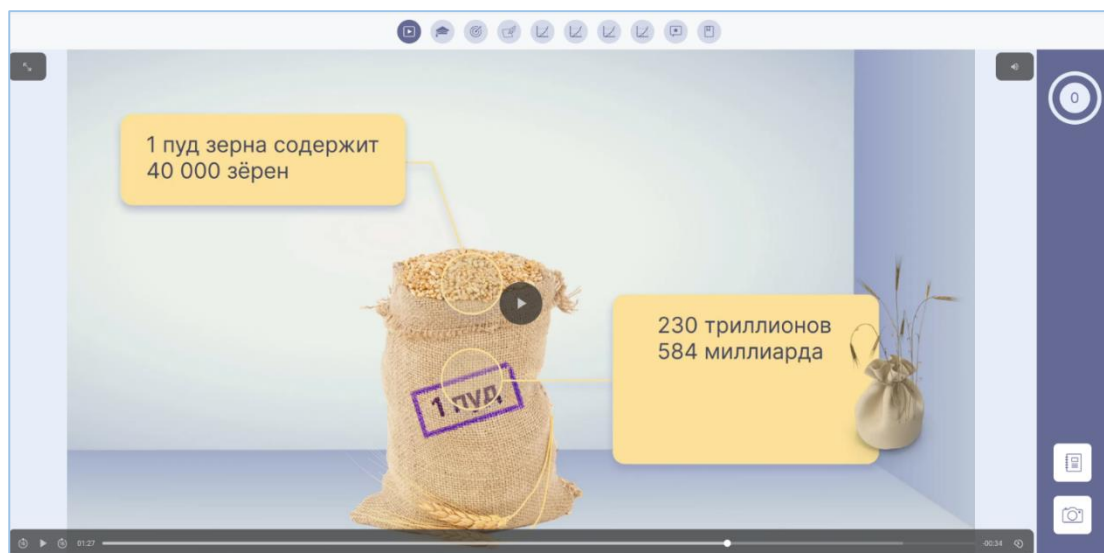 0
1 пуд зерна содержит
40 000 зёрен
230 триллионов
584 миллиарда
1 пуд
01:27
-00:34